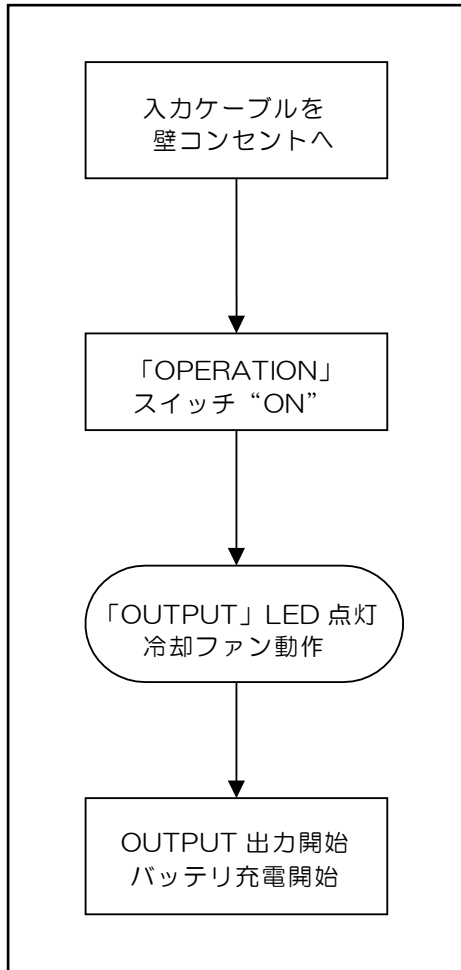 入力ケーブルを
壁コンセントへ
「OPERATION」
スイッチ“ON”
「OUTPUT」LED 点灯
冷却ファン動作
OUTPUT 出力開始
バッテリ充電開始